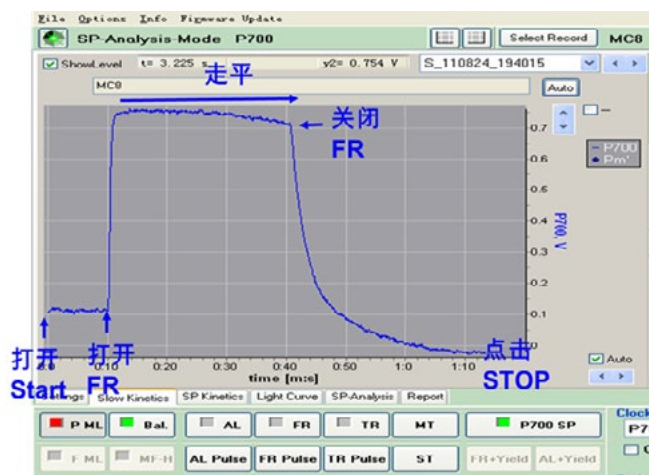 File Options Info Firmware Update
SP-Analysis-Mode P700
Select Record
MC8
ShowLevel
t= 3.225 s
y2= 0.754 V
S_110824_194015
MC8
Auto
走平
关闭
FR
0.7
0.6
0.5
0.4
0.3
0.2
0.1
0
P700, V
P700
Pm'
打开
Start
打开
FR
点击
STOP
0:10
0:20
0:30
0:40
0:50
1:0
1:10
time [m:s]
Auto
Slow Kinetics
SP Kinetics
Light Curve
SP-Analysis
Report
P ML
Bal.
AL
FR
TR
MT
P700 SP
Clock
F ML
MF-H
AL Pulse
FR Pulse
TR Pulse
ST
FR+Yield
AL+Yield